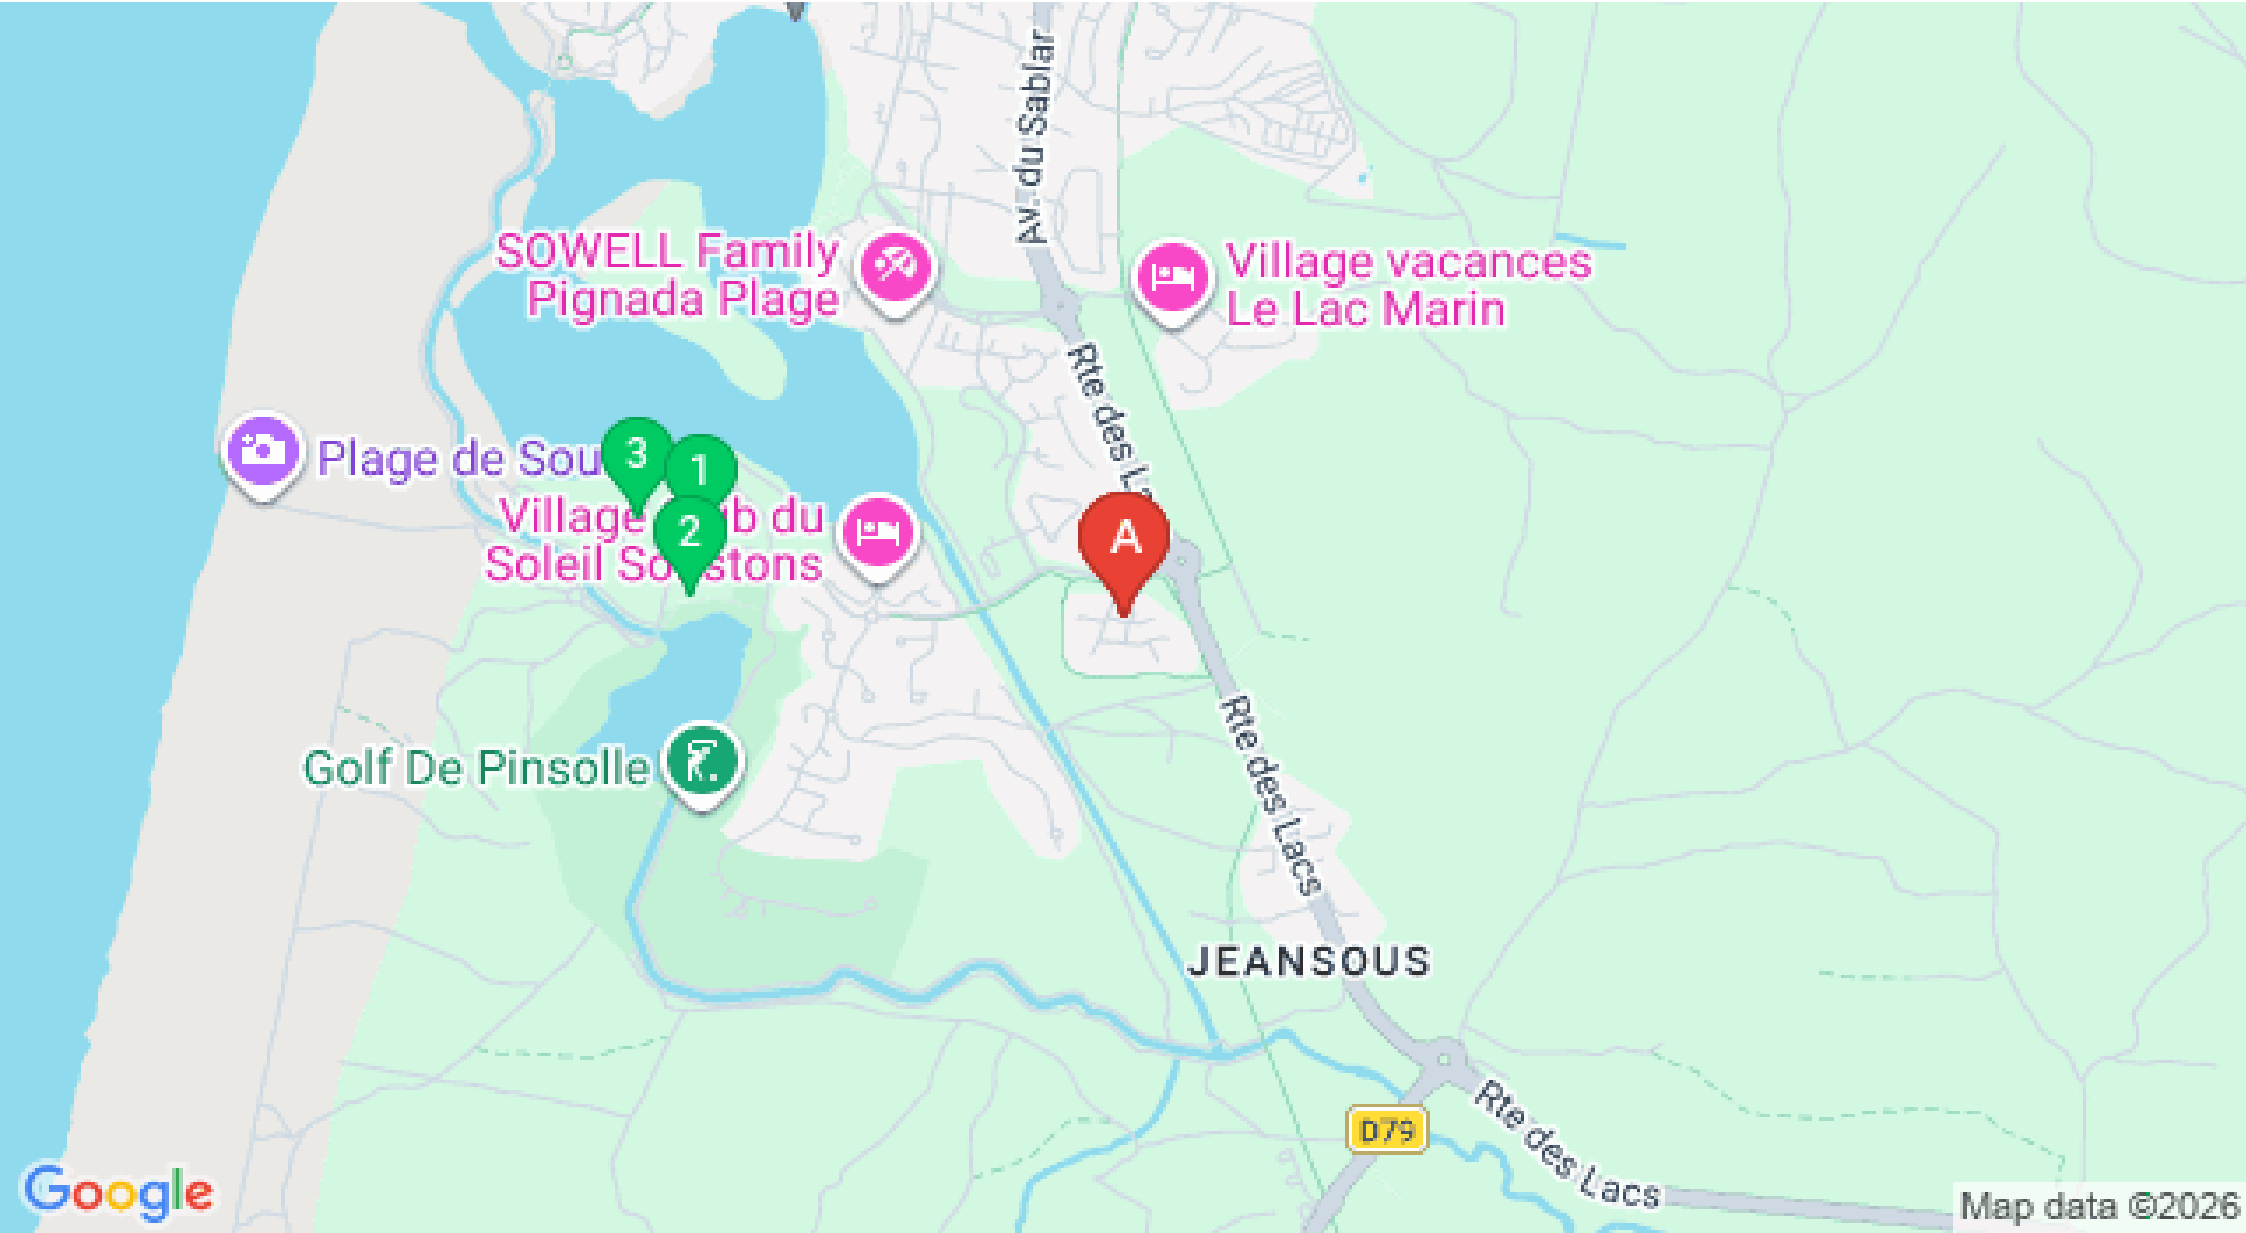 Av. du Sablar
SOWELL Family
Pignada Plage
Village vacances
Le Lac Marin
Rte des La
Plage de Sou
3
1
2
Village
b du
Soleil So
stons
A
Golf De Pinsolle
Rte des Lacs
JEANSOUS
D79
Rte des Lacs
Google
Map data ©2026